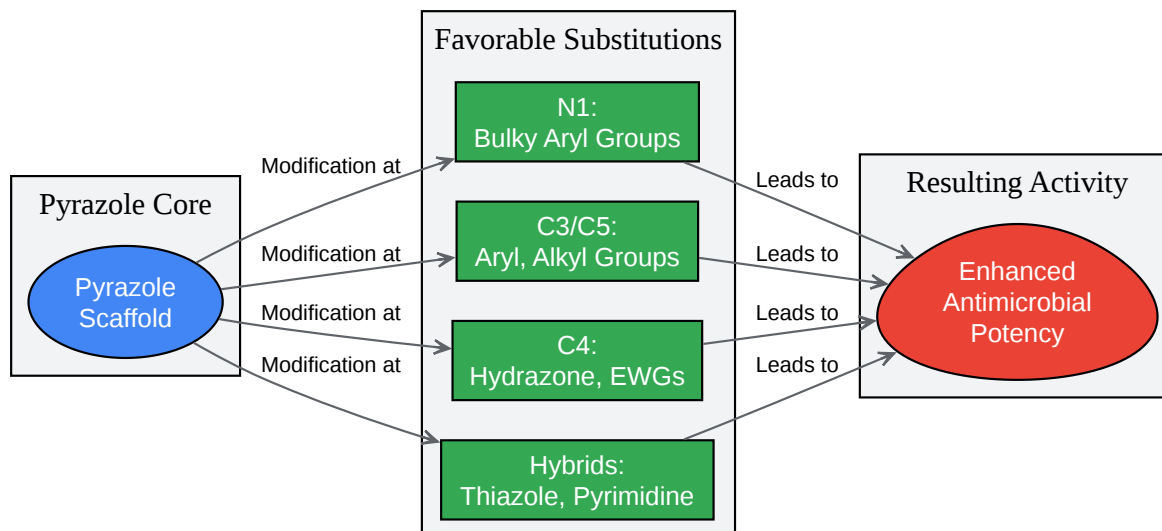 Pyrazole Core
Pyrazole
Scaffold
Modification at
Modification at
Modification at
Modification at
Favorable Substitutions
N1:
Bulky Aryl Groups
C3/C5:
Aryl, Alkyl Groups
C4:
Hydrazone, EWGs
Hybrids:
Thiazole, Pyrimidine
Leads to
Leads to
Leads to
Leads to
Resulting Activity
Enhanced
Antimicrobial
Potency